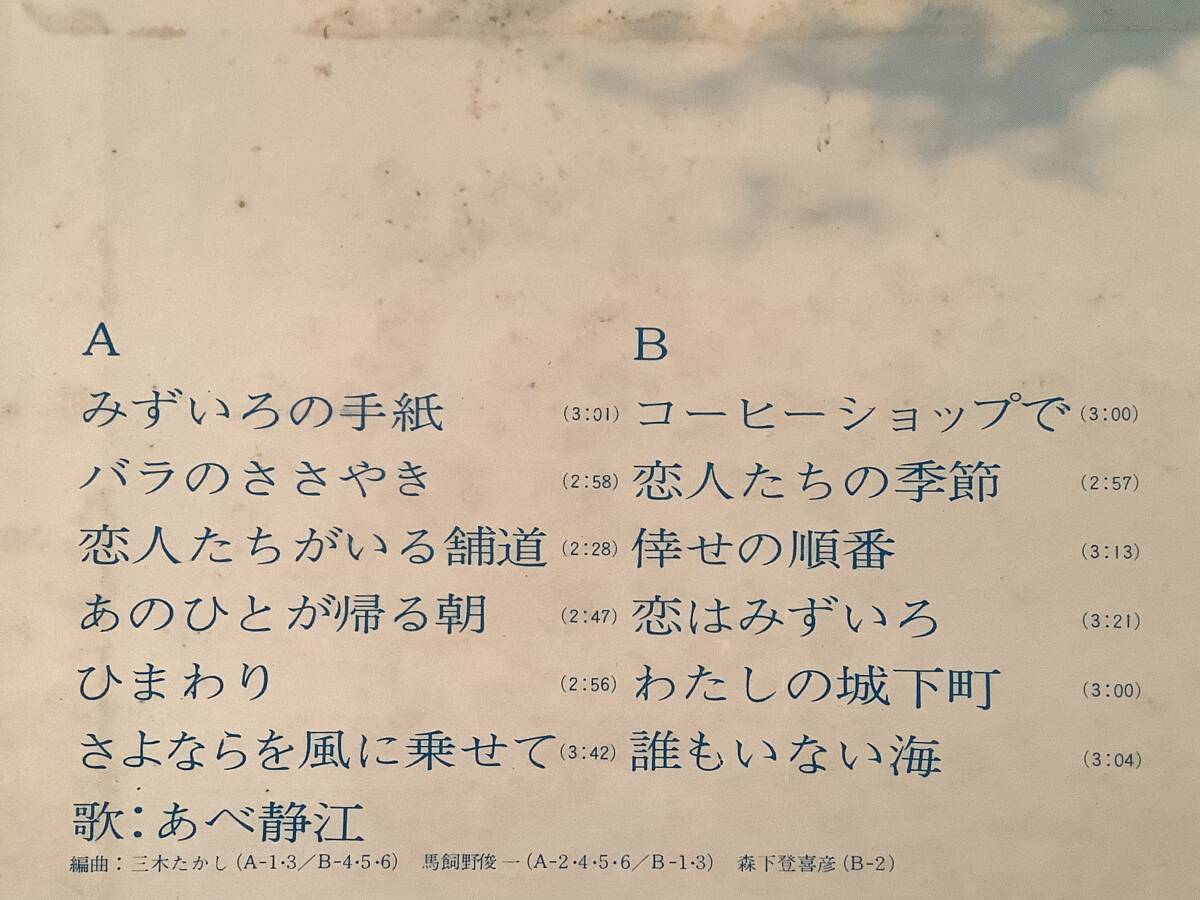 A
みずいろの手紙 (3:01)
バラのささやき (2:58)
恋人たちがいる舗道 (2:28)
あのひとが帰る朝 (2:47)
ひまわり (2:56)
さよならを風に乗せて (3:42)
B
コーヒーショップで (3:00)
恋人たちの季節 (2:57)
倖せの順番 (3:13)
恋はみずいろ (3:21)
わたしの城下町 (3:00)
誰もいない海 (3:04)
歌:あべ静江
編曲:三木たかし(A-1・3/B-4・5・6) 馬飼野俊一(A-2・4・5・6/B-1・3) 森下登喜彦(B-2)